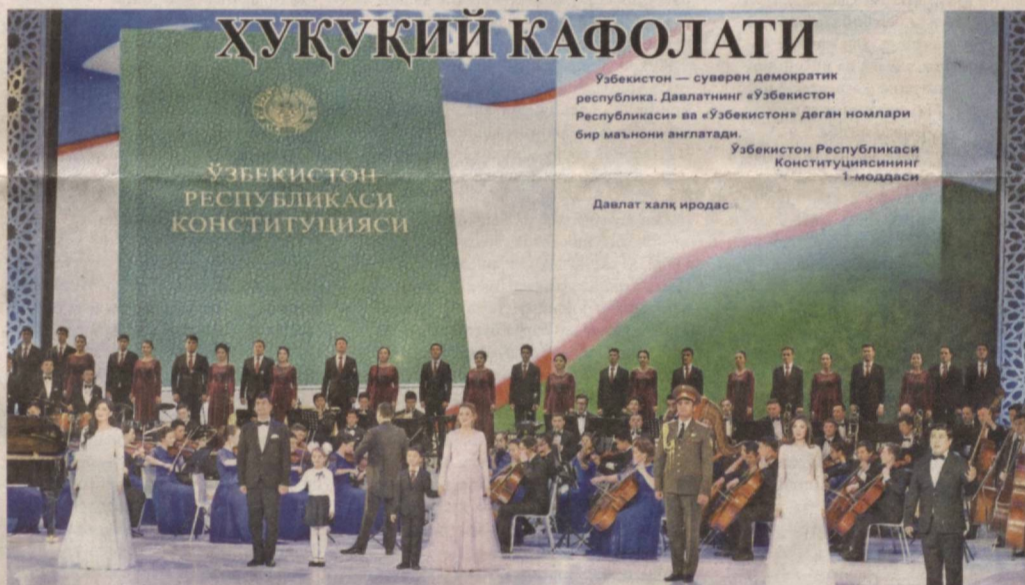 ҲУҚУҚИЙ КАФОЛАТИ
Ўзбекистон — суверен демократик
республика. Давлатнинг «Ўзбекистон
Республикаси» ва «Ўзбекистон» деган номлари
бир маънони англатади.
Ўзбекистон Республикаси
Конституциясининг
1-моддаси
Давлат халқ иродас
ЎЗБЕКИСТОН
РЕСПУБЛИКАСИ
КОНСТИТУЦИЯСИ